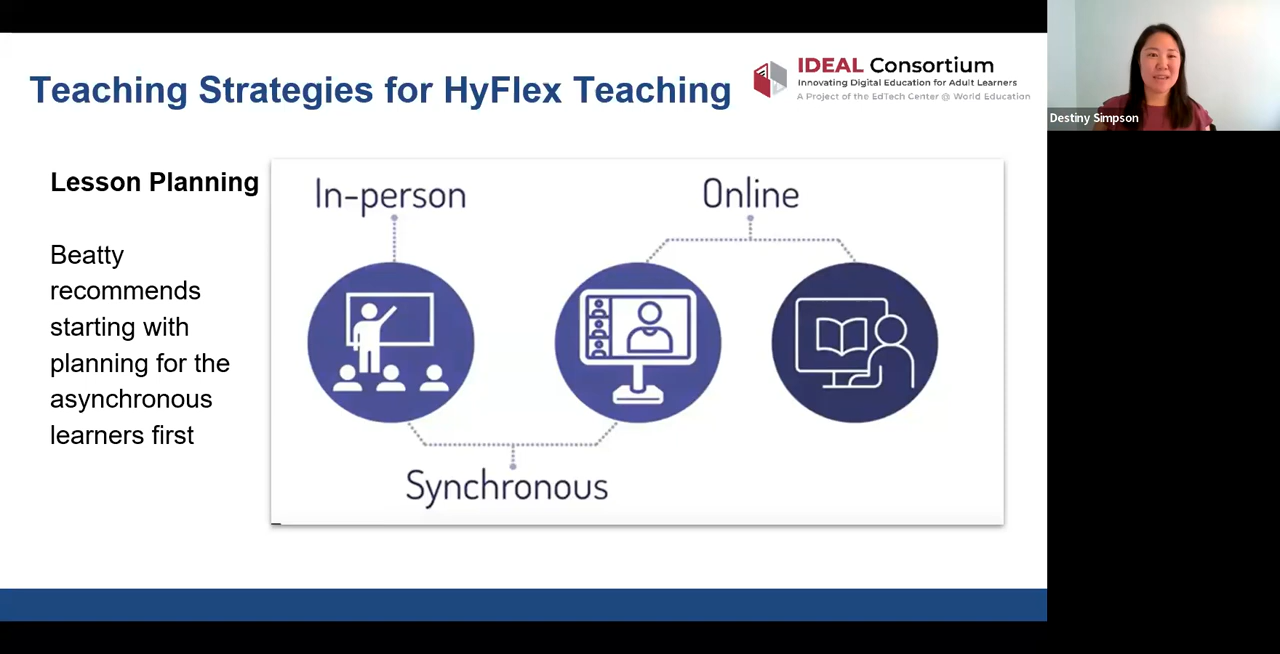 Teaching Strategies for HyFlex Teaching
IDEAL Consortium
Innovating Digital Education for Adult Learners
A Project of the EdTech Center @ World Education
Destiny Simpson
Lesson Planning
Beatty
recommends
starting with
planning for the
asynchronous
learners first
In-person
Online
Synchronous